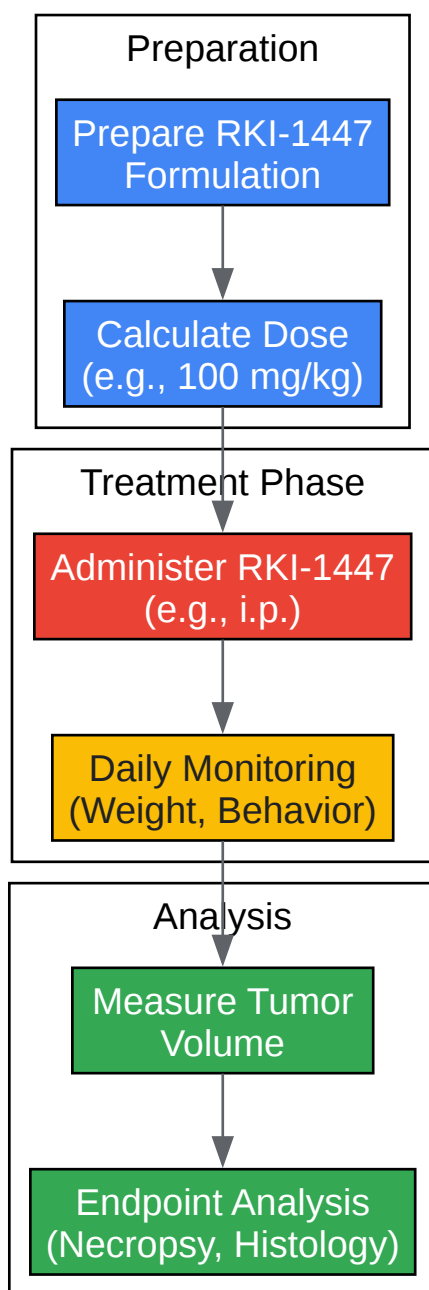 Preparation
Prepare RKI-1447
Formulation
Calculate Dose
(e.g., 100 mg/kg)
Treatment Phase
Administer RKI-1447
(e.g., i.p.)
Daily Monitoring
(Weight, Behavior)
Analysis
Measure Tumor
Volume
Endpoint Analysis
(Necropsy, Histology)